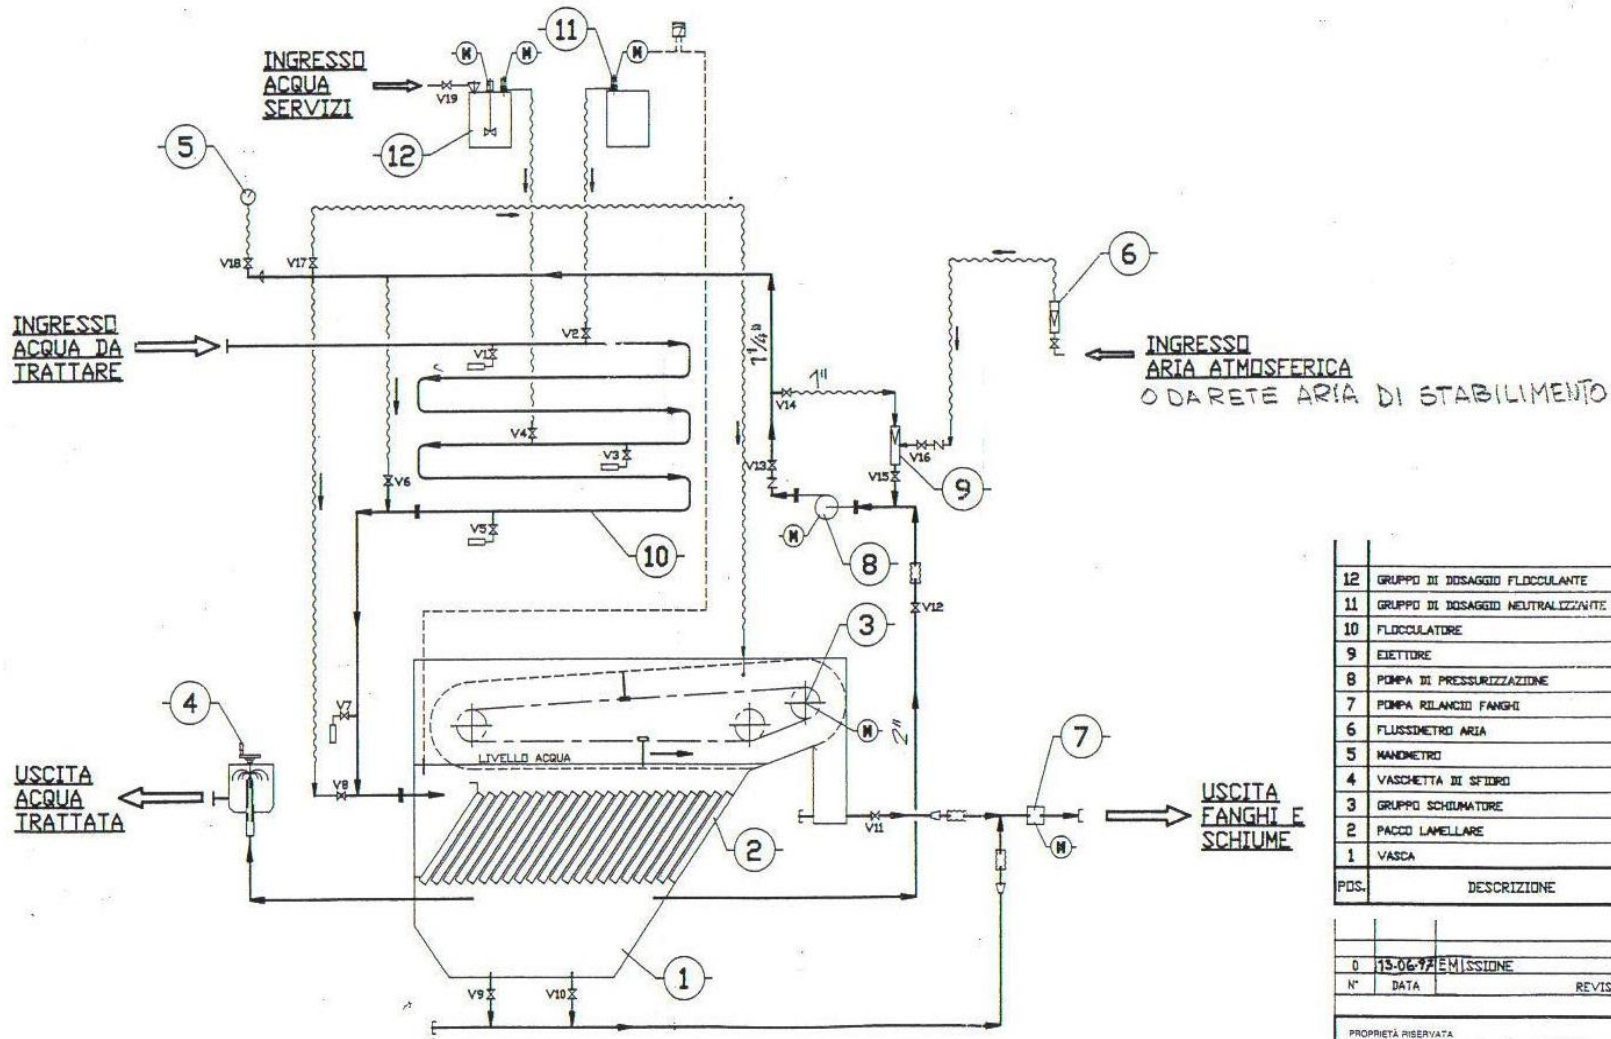 INGRESSO
ACQUA
SERVIZI
M
M
11
M
V19
12
5
V18
V17
6
INGRESSO
ACQUA DA
TRATTARE
V2
V1
1"1/4
1"
V14
INGRESSO
ARIA ATMOSFERICA
O DA RETE ARIA DI STABILIMENTO
V4
V3
V16
V13
V15
V6
9
V5
10
M
8
V12
3
4
V7
M
2"
7
LIVELLO ACQUA
USCITA
ACQUA
TRATTATA
V8
V11
M
USCITA
FANGHI E
SCHIUME
2
1
V9
V10
12 GRUPPO DI DOSAGGIO FLOCCULANTE
11 GRUPPO DI DOSAGGIO NEUTRALIZZANTE
10 FLOCCULATORE
9 EIETTORE
8 POMPA DI PRESSURIZZAZIONE
7 POMPA RILANCIO FANGHI
6 FLUSSIMETRO ARIA
5 MANOMETRO
4 VASCHETTA DI SFIORO
3 GRUPPO SCHIUMATORE
2 PACCO LAMELLARE
1 VASCA
POS. DESCRIZIONE
0 13-06-97 EMISSIONE
N° DATA REVIS
PROPRIETÀ RISERVATA